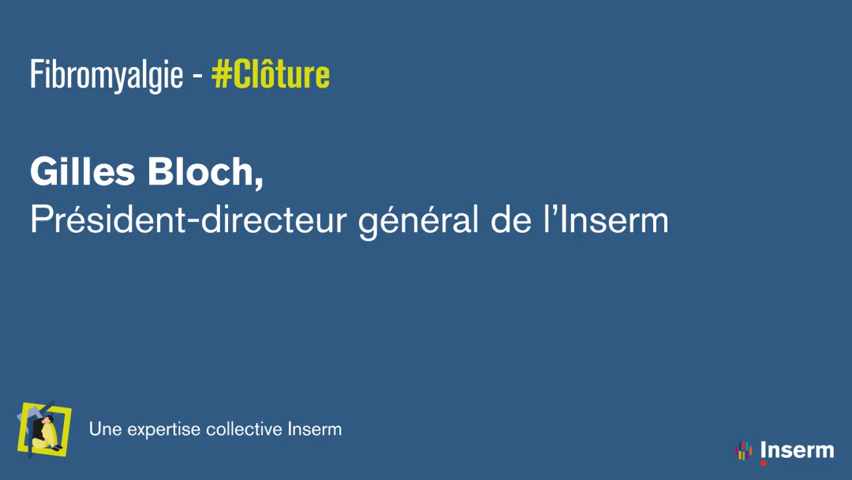 Fibromyalgie - #Clôture
Gilles Bloch,
Président-directeur général de l’Inserm
Une expertise collective Inserm
Inserm